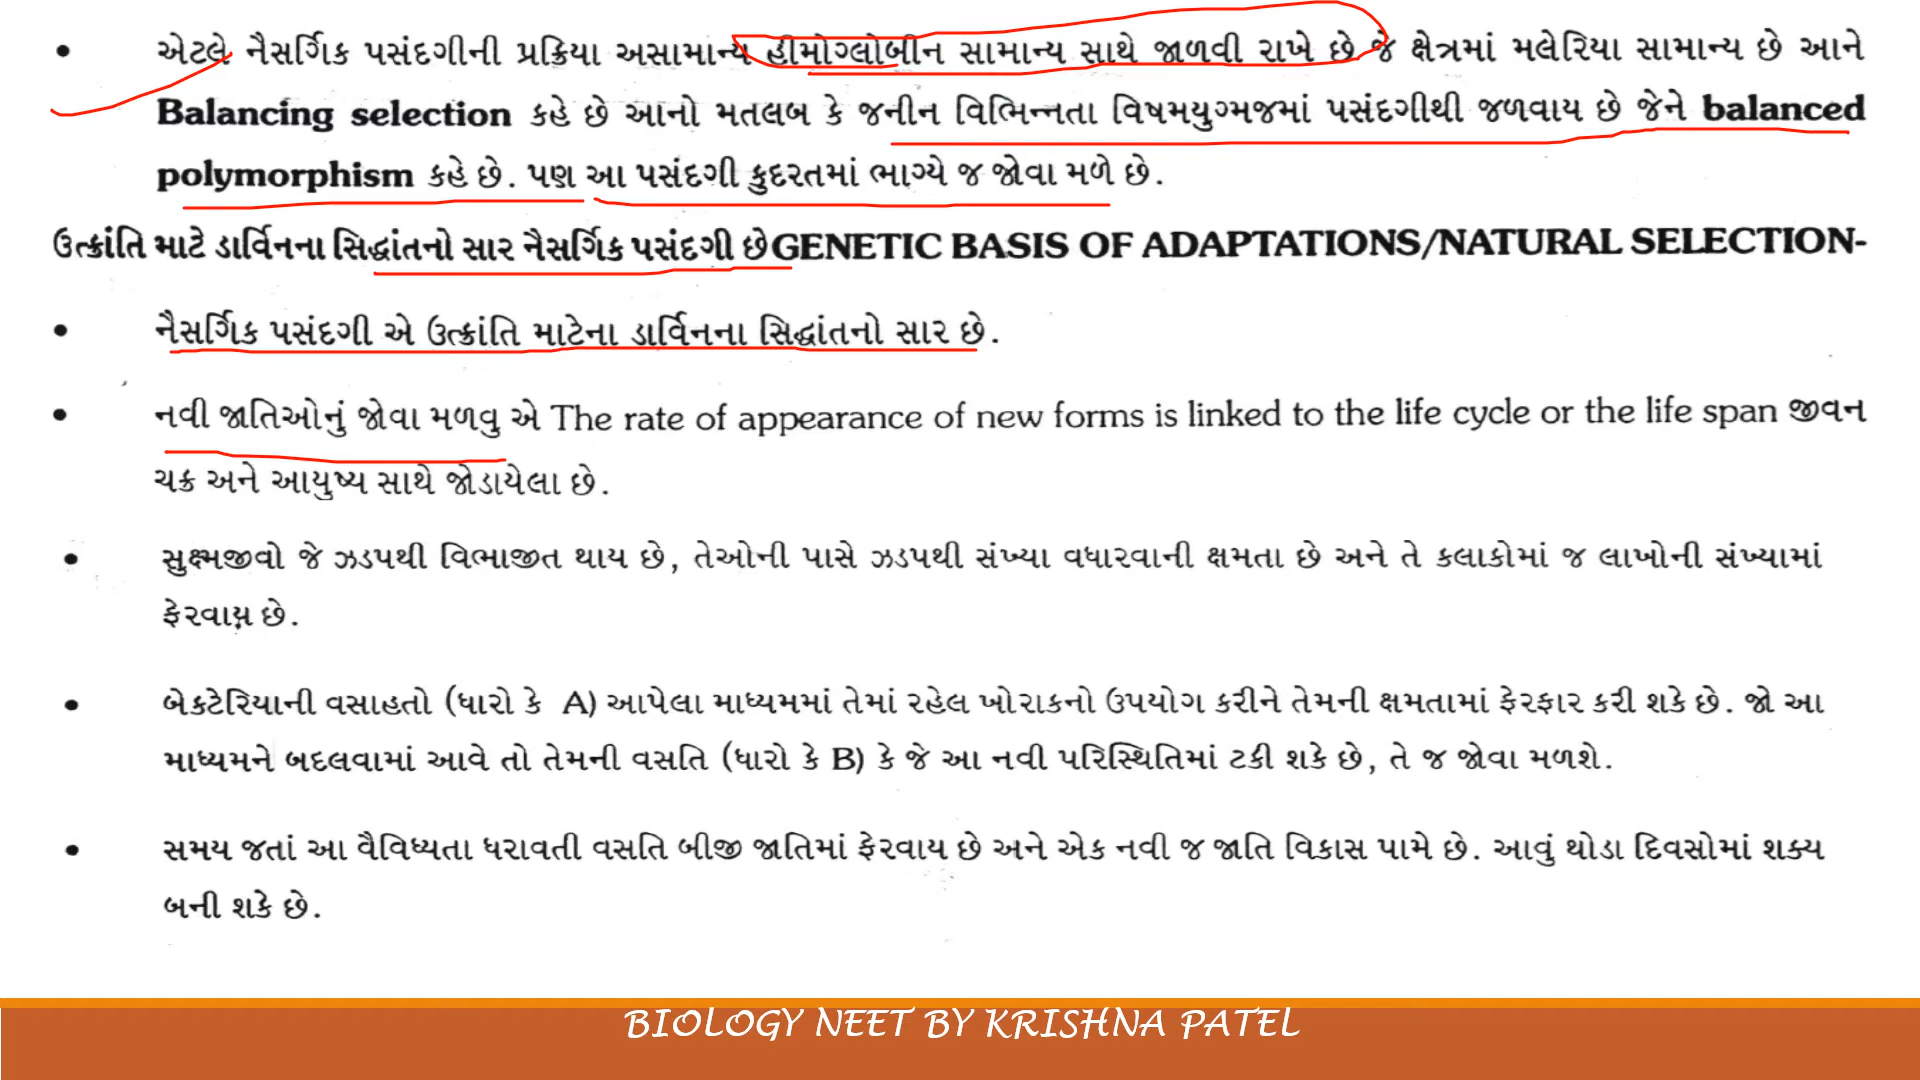 • એટલે નૈસર્ગિક પસંદગીની પ્રક્રિયા અસામાન્ય હીમોગ્લોબીન સામાન્ય સાથે જાળવી રાખે છે જે ક્ષેત્રમાં મલેરિયા સામાન્ય છે આને
Balancing selection કહે છે આનો મતલબ કે જનીન વિભિન્નતા વિષમયુગ્મજમાં પસંદગીથી જળવાય છે જેને balanced
polymorphism કહે છે. પણ આ પસંદગી કુદરતમાં ભાગ્યે જ જોવા મળે છે.
ઉત્ક્રાંતિ માટે ડાર્વિનના સિદ્ધાંતનો સાર નૈસર્ગિક પસંદગી છેGENETIC BASIS OF ADAPTATIONS/NATURAL SELECTION-
• નૈસર્ગિક પસંદગી એ ઉત્ક્રાંતિ માટેના ડાર્વિનના સિદ્ધાંતનો સાર છે.
• નવી જાતિઓનું જોવા મળવુ એ The rate of appearance of new forms is linked to the life cycle or the life span જીવન
ચક્ર અને આયુષ્ય સાથે જોડાયેલા છે.
• સુક્ષ્મજીવો જે ઝડપથી વિભાજીત થાય છે, તેઓની પાસે ઝડપથી સંખ્યા વધારવાની ક્ષમતા છે અને તે કલાકોમાં જ લાખોની સંખ્યામાં
ફેરવાય છે.
• બેકટેરિયાની વસાહતો (ધારો કે A) આપેલા માધ્યમમાં તેમાં રહેલ ખોરાકનો ઉપયોગ કરીને તેમની ક્ષમતામાં ફેરફાર કરી શકે છે. જો આ
માધ્યમને બદલવામાં આવે તો તેમની વસતિ (ધારો કે B) કે જે આ નવી પરિસ્થિતિમાં ટકી શકે છે, તે જ જોવા મળશે.
• સમય જતાં આ વૈવિધ્યતા ધરાવતી વસતિ બીજી જાતિમાં ફેરવાય છે અને એક નવી જ જાતિ વિકાસ પામે છે. આવું થોડા દિવસોમાં શક્ય
બની શકે છે.
BIOLOGY NEET BY KRISHNA PATEL